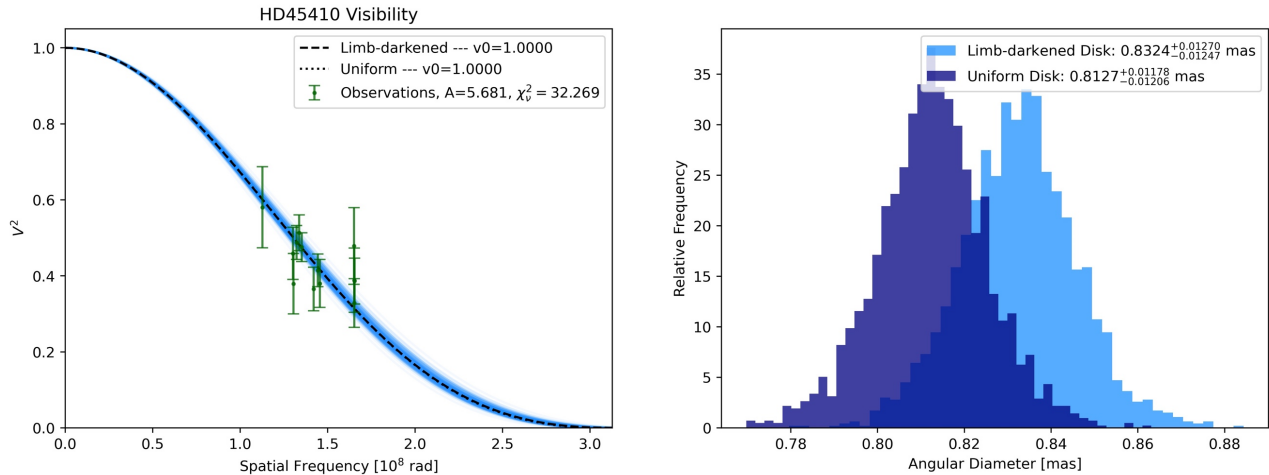 HD45410 Visibility
Limb-darkened --- v0=1.0000
Uniform --- v0=1.0000
Observations, A=5.681, χ²ᵥ = 32.269
1.0
0.8
0.6
0.4
0.2
0.0
V²
0.0 0.5 1.0 1.5 2.0 2.5 3.0
Spatial Frequency [10⁸ rad]
Limb-darkened Disk: 0.8324 +0.01270 −0.01247 mas
Uniform Disk: 0.8127 +0.01178 −0.01206 mas
35
30
25
20
15
10
5
0
Relative Frequency
0.78 0.80 0.82 0.84 0.86 0.88
Angular Diameter [mas]